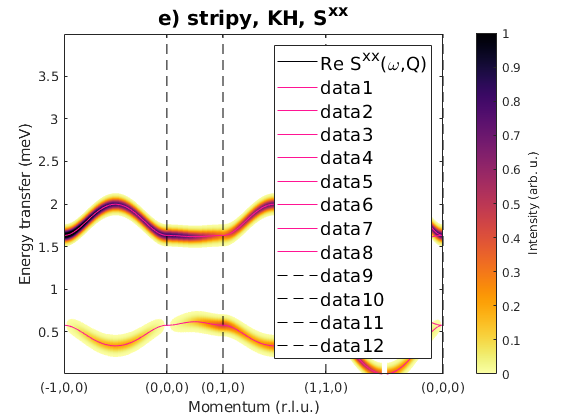 e) stripy, KH, Sxx
Energy transfer (meV)
3.5
3
2.5
2
1.5
1
0.5
(-1,0,0)
(0,0,0)
(0,1,0)
(1,1,0)
(0,0,0)
Momentum (r.l.u.)
Re Sxx(ω,Q)
data1
data2
data3
data4
data5
data6
data7
data8
data9
data10
data11
data12
1
0.9
0.8
0.7
0.6
0.5
0.4
0.3
0.2
0.1
0
Intensity (arb. u.)